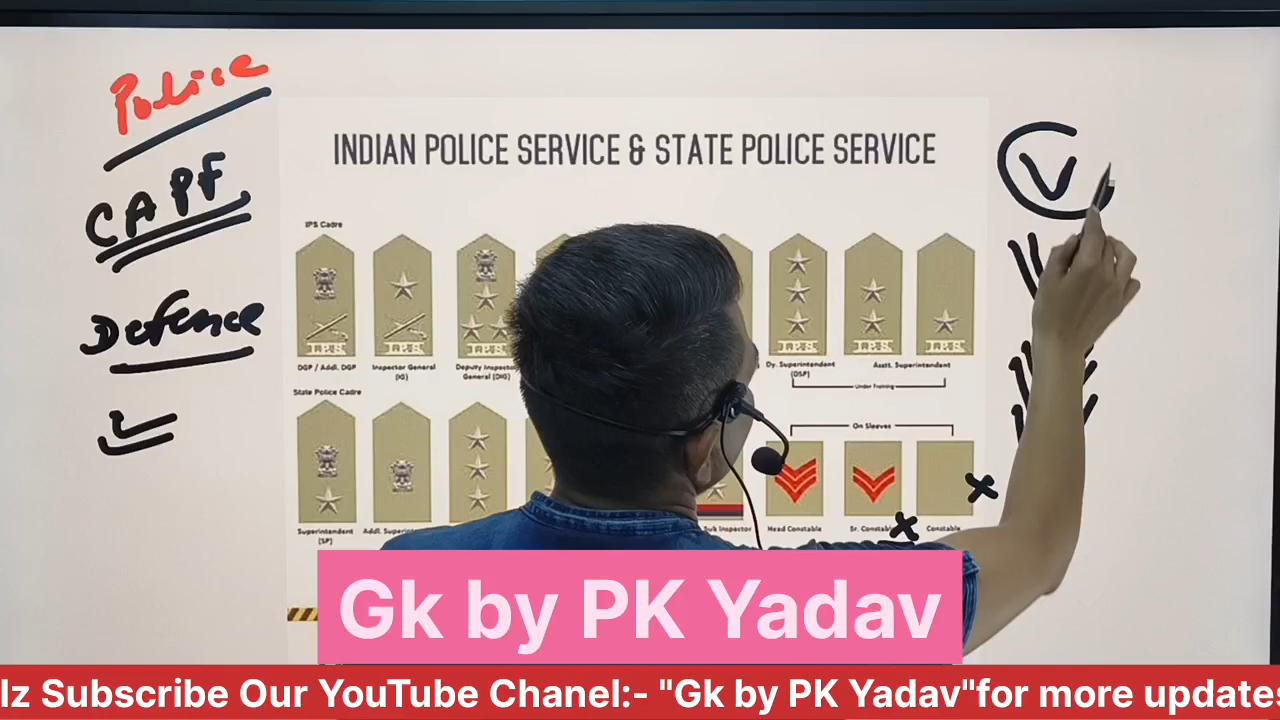 Police
CAPF
Defence
INDIAN POLICE SERVICE & STATE POLICE SERVICE
IPS Cadre
I.P.S I.P.S I.P.S I.P.S I.P.S I.P.S
DGP / Addl. DGP
Inspector General
(IG)
Deputy Inspector
General (DIG)
Dy. Superintendent
(DSP)
Asstt. Superintendent
Under Training
State Police Cadre
On Sleeves
Superintendent
(SP)
Addl. Super
Sub Inspector
Head Constable
Sr. Constable
Constable
V
Gk by PK Yadav
lz Subscribe Our YouTube Chanel:- "Gk by PK Yadav"for more updates